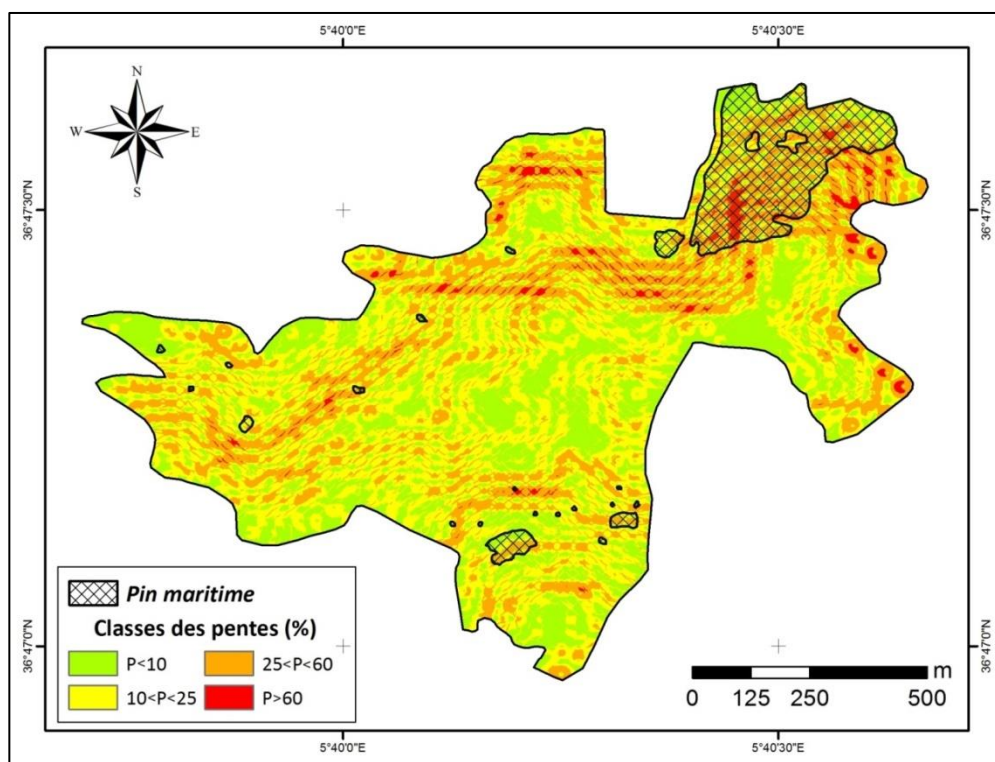 5°40'0"E 5°40'30"E
N
W E
S
36°47'30"N 36°47'30"N
Pin maritime
Classes des pentes (%)
P<10 25<P<60
10<P<25 P>60
36°47'0"N 36°47'0"N
m
0 125 250 500
5°40'0"E 5°40'30"E